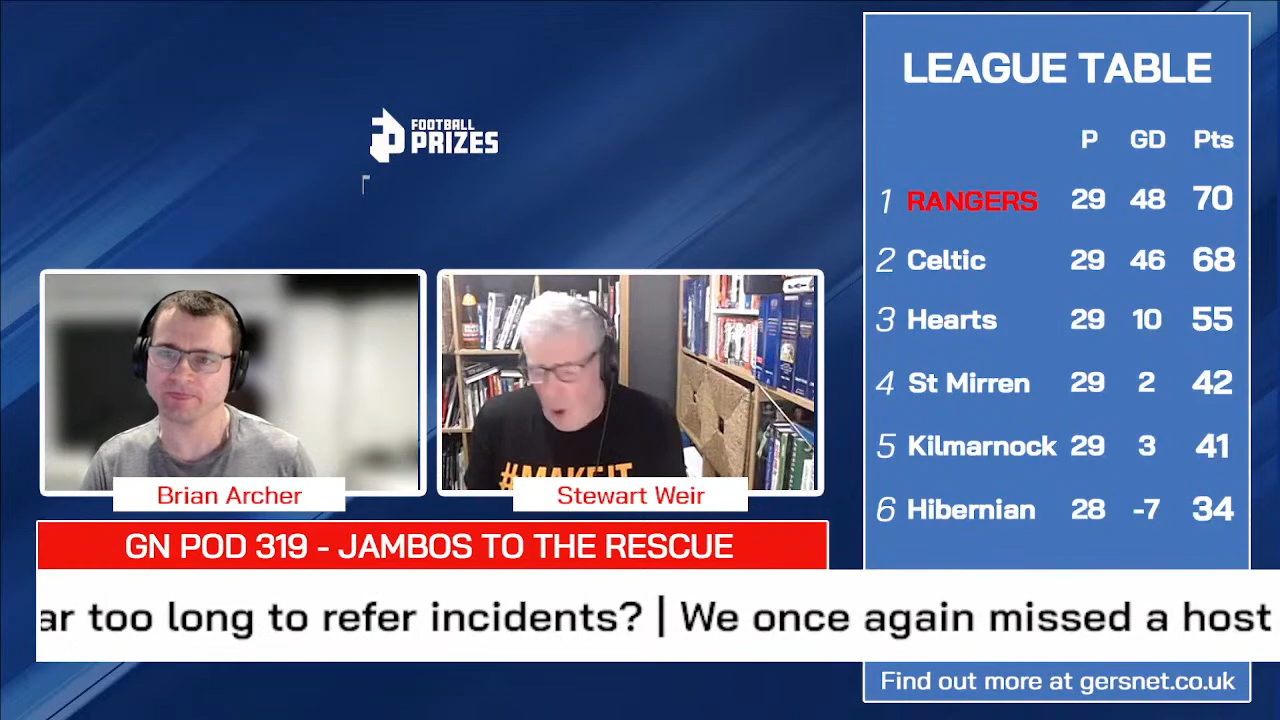 FOOTBALL
PRIZES
LEAGUE TABLE
P GD Pts
1 RANGERS 29 48 70
2 Celtic 29 46 68
3 Hearts 29 10 55
4 St Mirren 29 2 42
5 Kilmarnock 29 3 41
6 Hibernian 28 -7 34
#MAKEIT
Brian Archer
Stewart Weir
GN POD 319 - JAMBOS TO THE RESCUE
ar too long to refer incidents? | We once again missed a host
Find out more at gersnet.co.uk